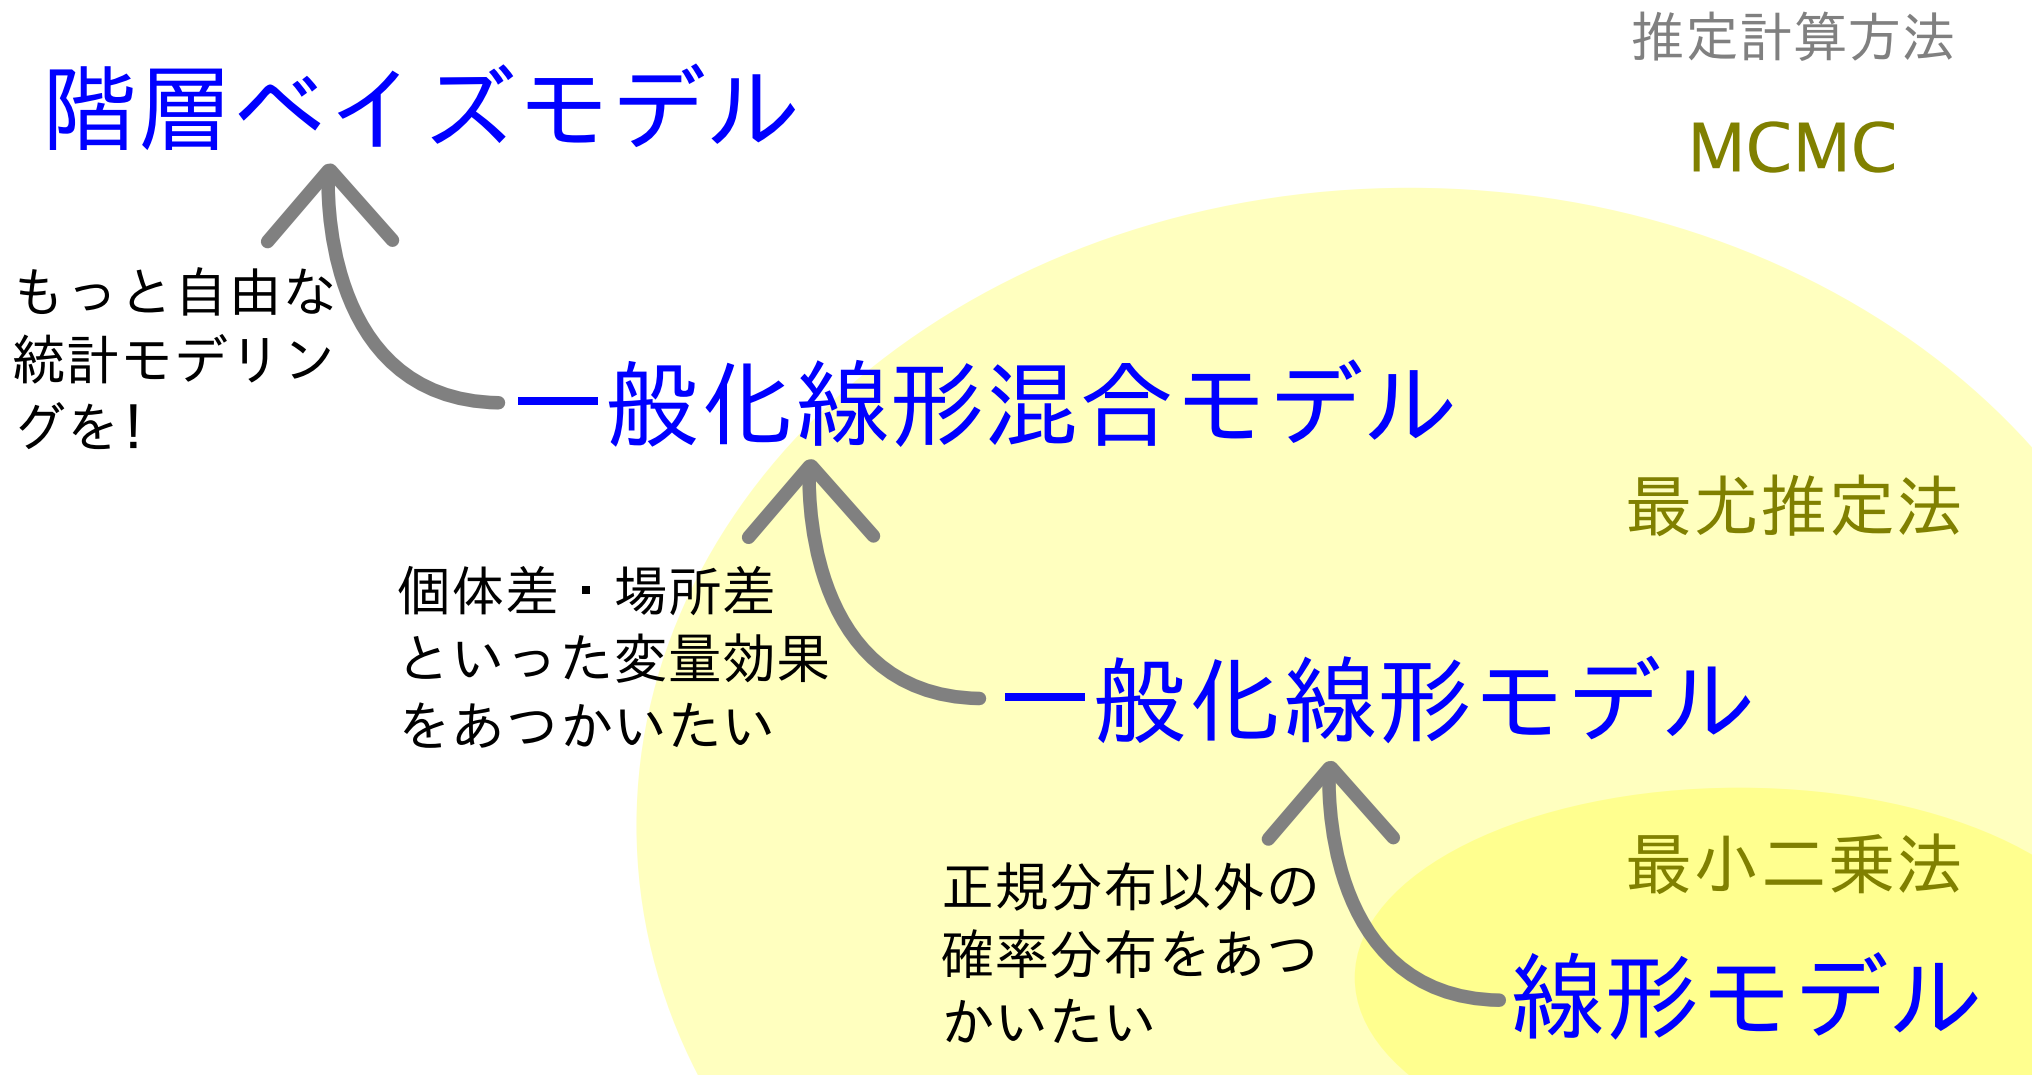 推定計算方法
階層ベイズモデル
MCMC
もっと自由な
統計モデリン
グを!
一般化線形混合モデル
最尤推定法
個体差・場所差
といった変量効果
をあつかいたい
一般化線形モデル
最小二乗法
正規分布以外の
確率分布をあつ
かいたい
線形モデル